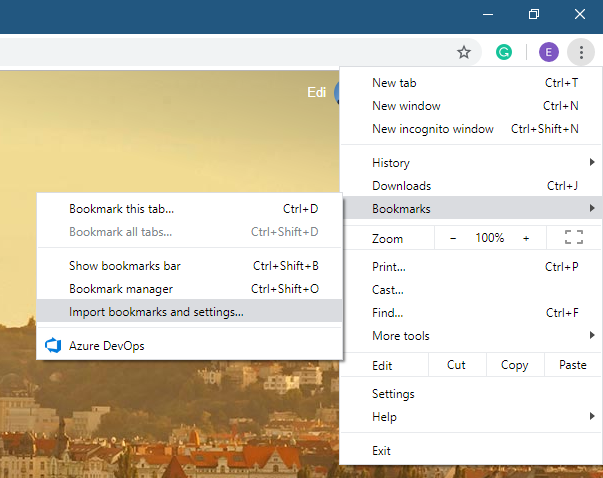 E
Edi
New tab Ctrl+T
New window Ctrl+N
New incognito window Ctrl+Shift+N
History
Downloads Ctrl+J
Bookmarks
Zoom − 100% +
Print... Ctrl+P
Cast...
Find... Ctrl+F
More tools
Edit Cut Copy Paste
Settings
Help
Exit
Bookmark this tab... Ctrl+D
Bookmark all tabs... Ctrl+Shift+D
Show bookmarks bar Ctrl+Shift+B
Bookmark manager Ctrl+Shift+O
Import bookmarks and settings...
Azure DevOps